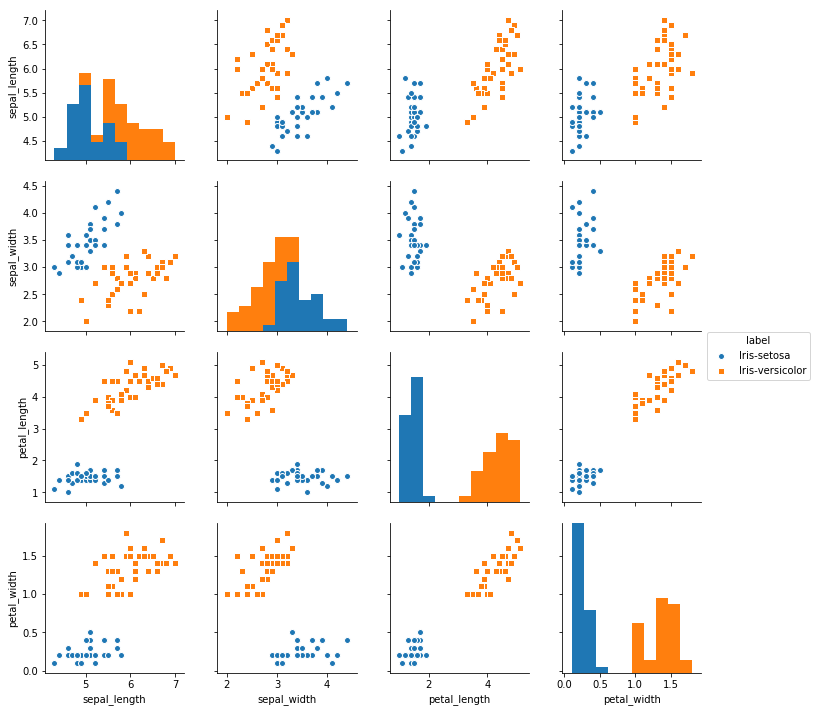 7.0
6.5
6.0
5.5
5.0
4.5
sepal_length
4.5
4.0
3.5
3.0
2.5
2.0
sepal_width
label
Iris-setosa
Iris-versicolor
5
4
3
2
1
petal_length
1.5
1.0
0.5
0.0
petal_width
5 6 7
2 3 4
2 4
0.0 0.5 1.0 1.5
sepal_length sepal_width petal_length petal_width